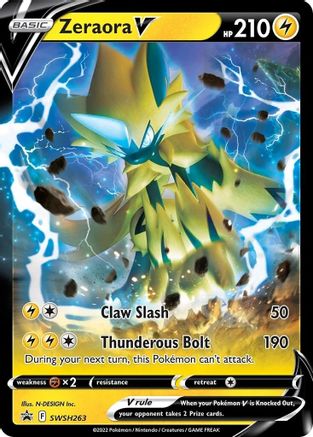 BASIC Zeraora V HP 210
Claw Slash 50
Thunderous Bolt 190
During your next turn, this Pokémon can't attack.
weakness ×2 resistance retreat
Illus. N-DESIGN Inc.
V rule When your Pokémon V is Knocked Out,
your opponent takes 2 Prize cards.
F SWSH263
©2022 Pokémon / Nintendo / Creatures / GAME FREAK